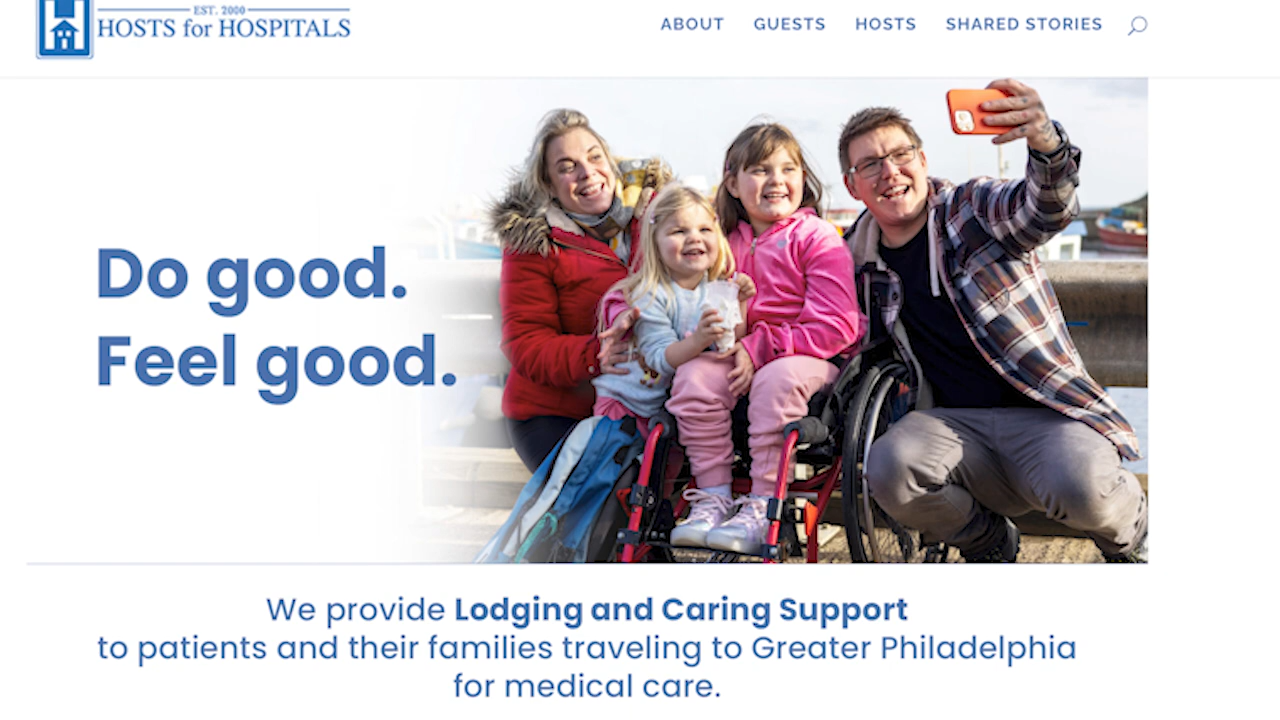 EST. 2000
HOSTS for HOSPITALS
ABOUT GUESTS HOSTS SHARED STORIES
Do good.
Feel good.
We provide Lodging and Caring Support
to patients and their families traveling to Greater Philadelphia
for medical care.